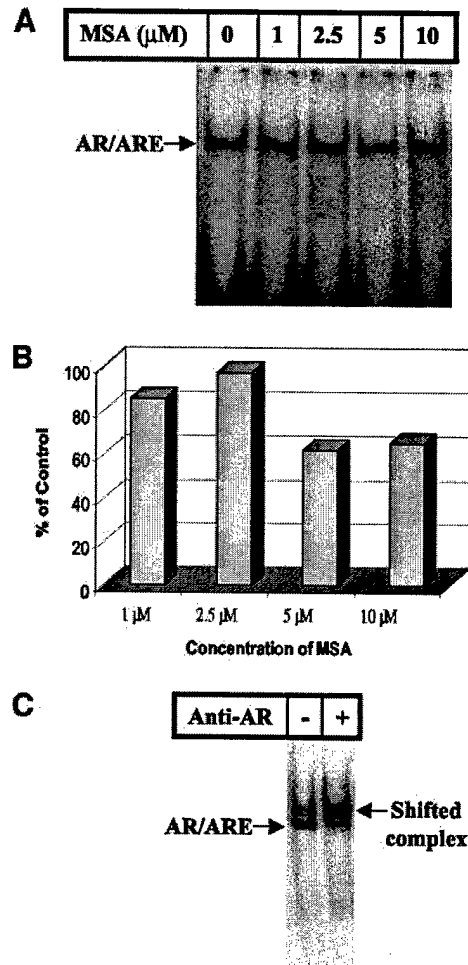 A
MSA (µM) 0 1 2.5 5 10
AR/ARE
B
100
80
60
40
20
0
% of Control
1 µM 2.5 µM 5 µM 10 µM
Concentration of MSA
C
Anti-AR - +
AR/ARE
Shifted
complex